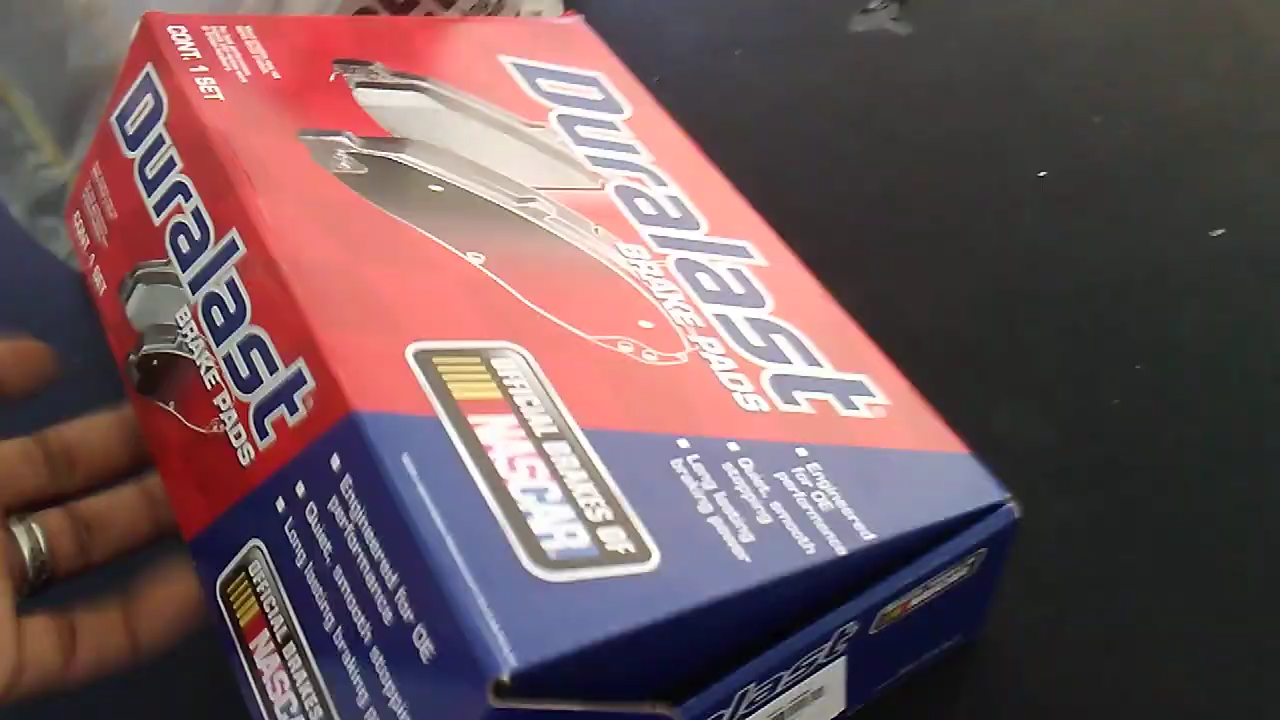 Duralast
BRAKE PADS
OFFICIAL BRAKES OF
NASCAR
Engineered
for OE
performance
Quiet, smooth
stopping
Long lasting
braking power
CONT. 1 SET
Duralast
BRAKE PADS
CONT. 1 SET
Engineered for OE
performance
Quiet, smooth stopping
Long lasting braking
OFFICIAL BRAKES
NASCAR